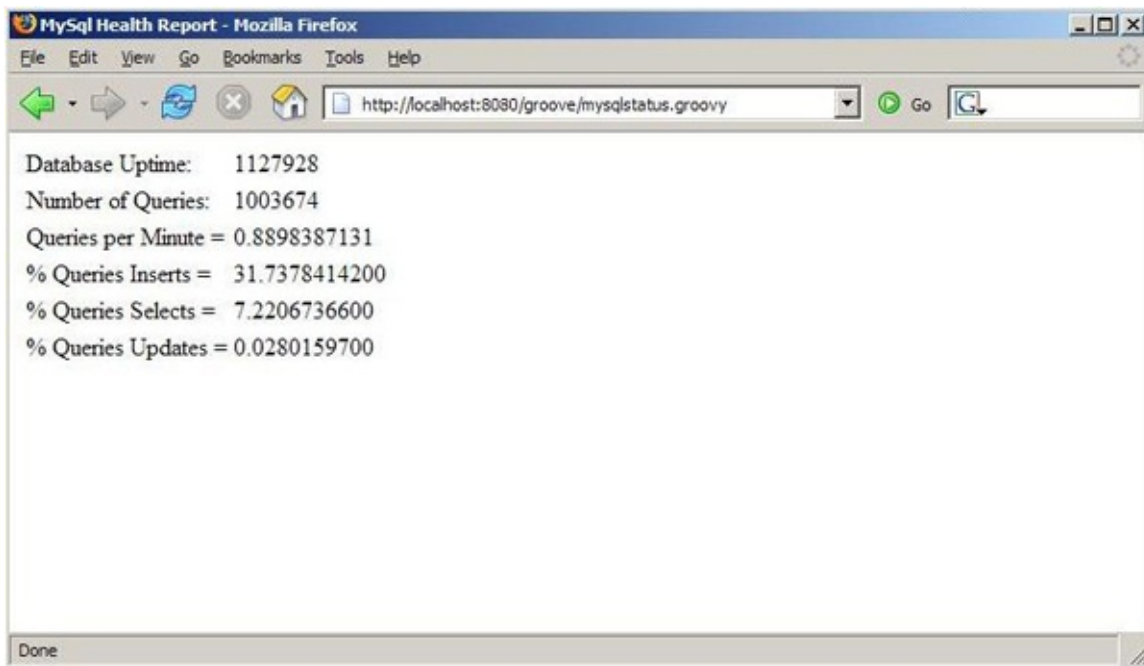 MySql Health Report - Mozilla Firefox
File Edit View Go Bookmarks Tools Help
http://localhost:8080/groove/mysqlstatus.groovy Go G
Database Uptime: 1127928
Number of Queries: 1003674
Queries per Minute = 0.8898387131
% Queries Inserts = 31.7378414200
% Queries Selects = 7.2206736600
% Queries Updates = 0.0280159700
Done